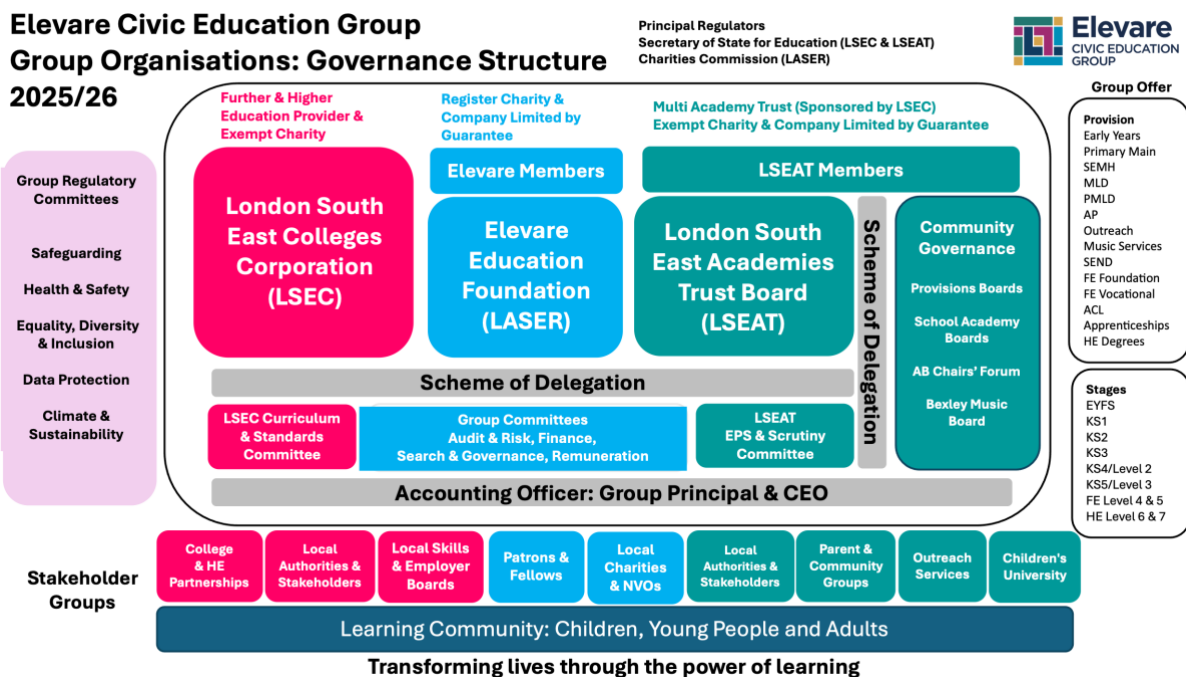 Elevare Civic Education Group
Group Organisations: Governance Structure
2025/26
Principal Regulators
Secretary of State for Education (LSEC & LSEAT)
Charities Commission (LASER)
Elevare
CIVIC EDUCATION
GROUP
Group Regulatory
Committees
Safeguarding
Health & Safety
Equality, Diversity
& Inclusion
Data Protection
Climate &
Sustainability
Further & Higher
Education Provider &
Exempt Charity
Register Charity &
Company Limited by
Guarantee
Multi Academy Trust (Sponsored by LSEC)
Exempt Charity & Company Limited by Guarantee
London South
East Colleges
Corporation
(LSEC)
Elevare Members
Elevare
Education
Foundation
(LASER)
LSEAT Members
London South
East Academies
Trust Board
(LSEAT)
Scheme of Delegation
Community
Governance
Provisions Boards
School Academy
Boards
AB Chairs' Forum
Bexley Music
Board
Scheme of Delegation
LSEC Curriculum
& Standards
Committee
Group Committees
Audit & Risk, Finance,
Search & Governance, Remuneration
LSEAT
EPS & Scrutiny
Committee
Accounting Officer: Group Principal & CEO
Group Offer
Provision
Early Years
Primary Main
SEMH
MLD
PMLD
AP
Outreach
Music Services
SEND
FE Foundation
FE Vocational
ACL
Apprenticeships
HE Degrees
Stages
EYFS
KS1
KS2
KS3
KS4/Level 2
KS5/Level 3
FE Level 4 & 5
HE Level 6 & 7
Stakeholder
Groups
College
& HE
Partnerships
Local
Authorities &
Stakeholders
Local Skills
& Employer
Boards
Patrons &
Fellows
Local
Charities
& NVOs
Local
Authorities &
Stakeholders
Parent &
Community
Groups
Outreach
Services
Children's
University
Learning Community: Children, Young People and Adults
Transforming lives through the power of learning